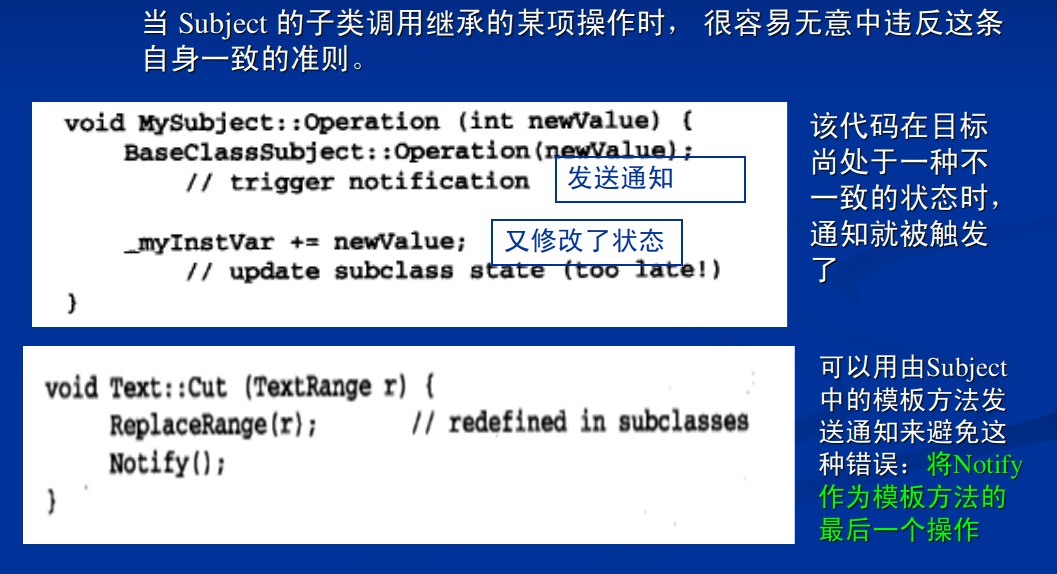 当 Subject 的子类调用继承的某项操作时， 很容易无意中违反这条
自身一致的准则。
void MySubject::Operation (int newValue) {
BaseClassSubject::Operation(newValue);
// trigger notification
发送通知
_myInstVar += newValue;
又修改了状态
// update subclass state (too late!)
}
该代码在目标
尚处于一种不
一致的状态时，
通知就被触发
了
void Text::Cut (TextRange r) {
ReplaceRange(r); // redefined in subclasses
Notify();
}
可以用由Subject
中的模板方法发
送通知来避免这
种错误：将Notify
作为模板方法的
最后一个操作